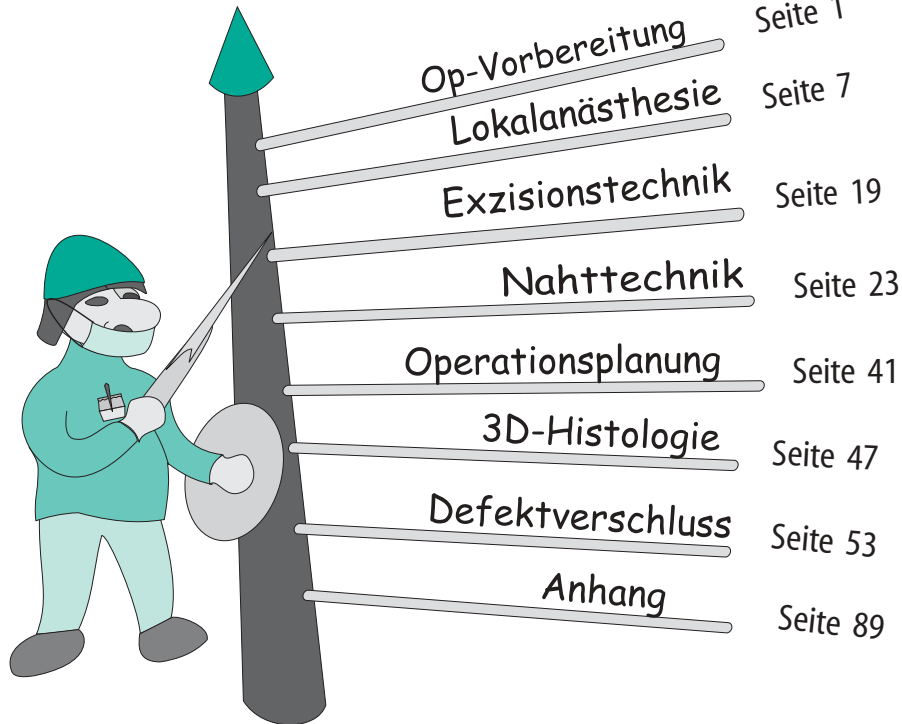 Op-Vorbereitung Seite 1
Lokalanästhesie Seite 7
Exzisionstechnik Seite 19
Nahttechnik Seite 23
Operationsplanung Seite 41
3D-Histologie Seite 47
Defektverschluss Seite 53
Anhang Seite 89